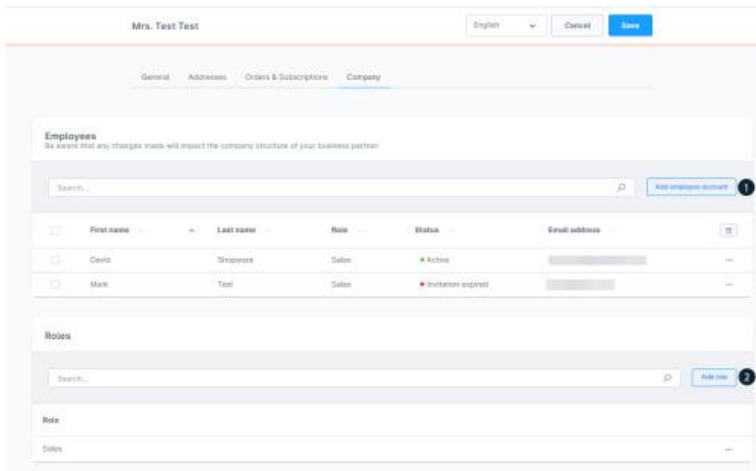 Mrs. Test Test
English
Cancel
Save
General Addresses Orders & Subscriptions Company
Employees
Be aware that any changes made will impact the company structure of your business partner.
Search...
Add employee account
1
First name Last name Role Status Email address
David Shopware Sales Active
Mark Test Sales Invitation expired
Roles
Search...
Add role
2
Role
Sales